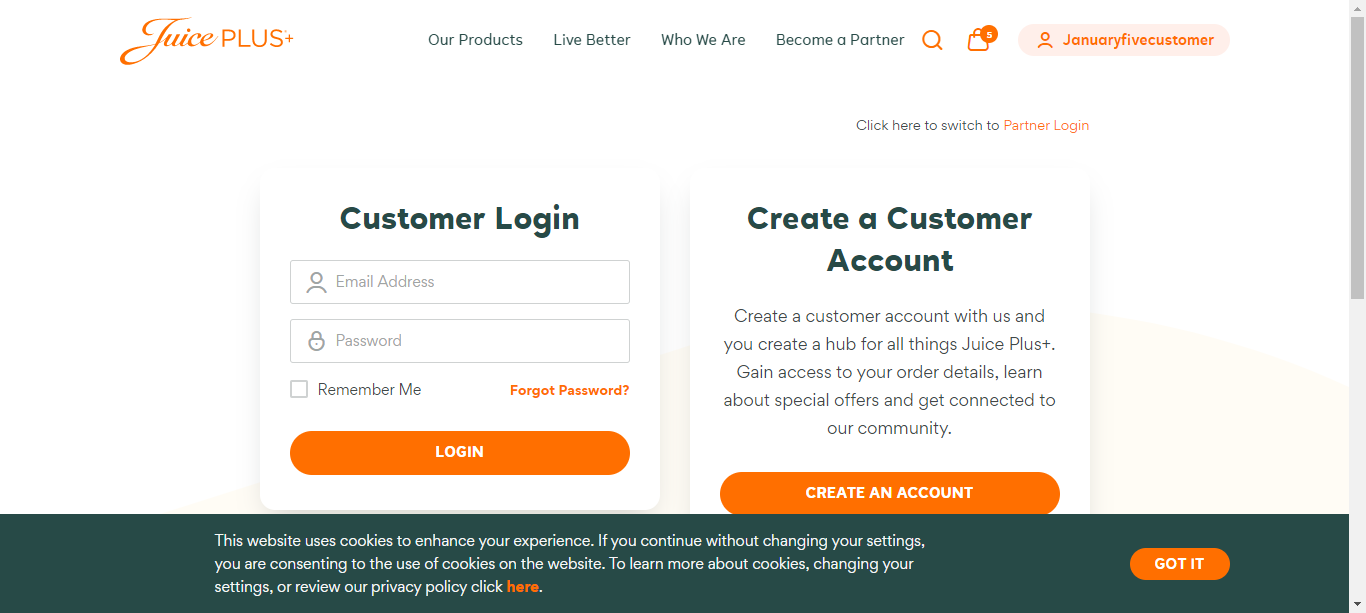 Juice PLUS+
Our Products
Live Better
Who We Are
Become a Partner
5
Januaryfivecustomer
Click here to switch to Partner Login
Customer Login
Email Address
Password
Remember Me
Forgot Password?
LOGIN
Create a Customer
Account
Create a customer account with us and
you create a hub for all things Juice Plus+.
Gain access to your order details, learn
about special offers and get connected to
our community.
CREATE AN ACCOUNT
This website uses cookies to enhance your experience. If you continue without changing your settings,
you are consenting to the use of cookies on the website. To learn more about cookies, changing your
settings, or review our privacy policy click here.
GOT IT